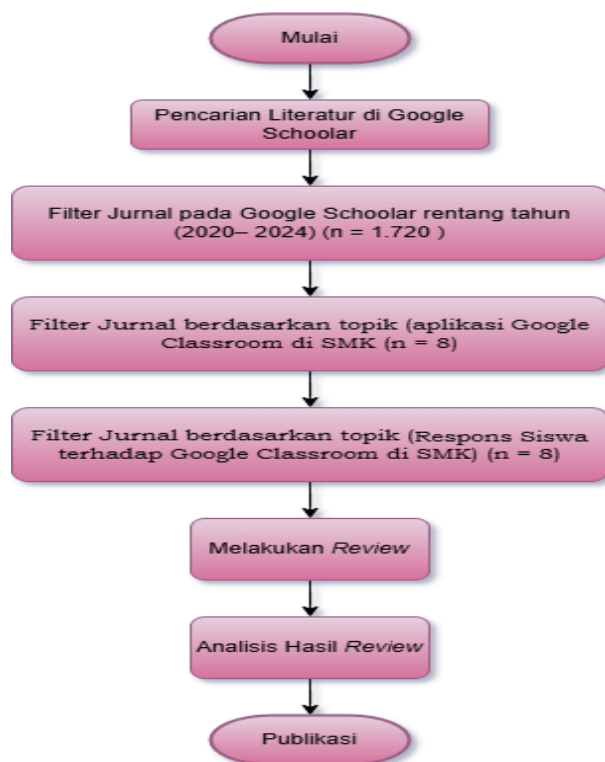 Mulai
Pencarian Literatur di Google
Schoolar
Filter Jurnal pada Google Schoolar rentang tahun
(2020– 2024) (n = 1.720 )
Filter Jurnal berdasarkan topik (aplikasi Google
Classroom di SMK (n = 8)
Filter Jurnal berdasarkan topik (Respons Siswa
terhadap Google Classroom di SMK) (n = 8)
Melakukan Review
Analisis Hasil Review
Publikasi